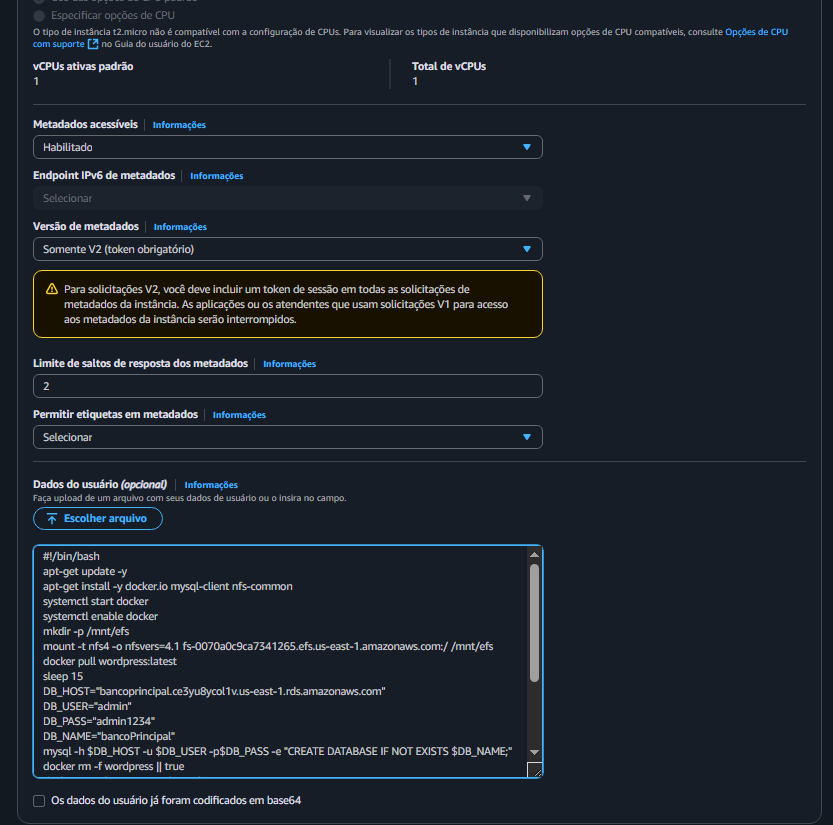 Especificar opções de CPU
O tipo de instância t2.micro não é compatível com a configuração de CPUs. Para visualizar os tipos de instância que disponibilizam opções de CPU compatíveis, consulte Opções de CPU
com suporte no Guia do usuário do EC2.
vCPUs ativas padrão
1
Total de vCPUs
1
Metadados acessíveis | Informações
Habilitado
Endpoint IPv6 de metadados | Informações
Selecionar
Versão de metadados | Informações
Somente V2 (token obrigatório)
Para solicitações V2, você deve incluir um token de sessão em todas as solicitações de
metadados da instância. As aplicações ou os atendentes que usam solicitações V1 para acesso
aos metadados da instância serão interrompidos.
Limite de saltos de resposta dos metadados | Informações
2
Permitir etiquetas em metadados | Informações
Selecionar
Dados do usuário (opcional) | Informações
Faça upload de um arquivo com seus dados de usuário ou o insira no campo.
Escolher arquivo
#!/bin/bash
apt-get update -y
apt-get install -y docker.io mysql-client nfs-common
systemctl start docker
systemctl enable docker
mkdir -p /mnt/efs
mount -t nfs4 -o nfsvers=4.1 fs-0070a0c9ca7341265.efs.us-east-1.amazonaws.com:/ /mnt/efs
docker pull wordpress:latest
sleep 15
DB_HOST="bancoprincipal.ce3yu8ycol1v.us-east-1.rds.amazonaws.com"
DB_USER="admin"
DB_PASS="admin1234"
DB_NAME="bancoPrincipal"
mysql -h $DB_HOST -u $DB_USER -p$DB_PASS -e "CREATE DATABASE IF NOT EXISTS $DB_NAME;"
docker rm -f wordpress || true
Os dados do usuário já foram codificados em base64